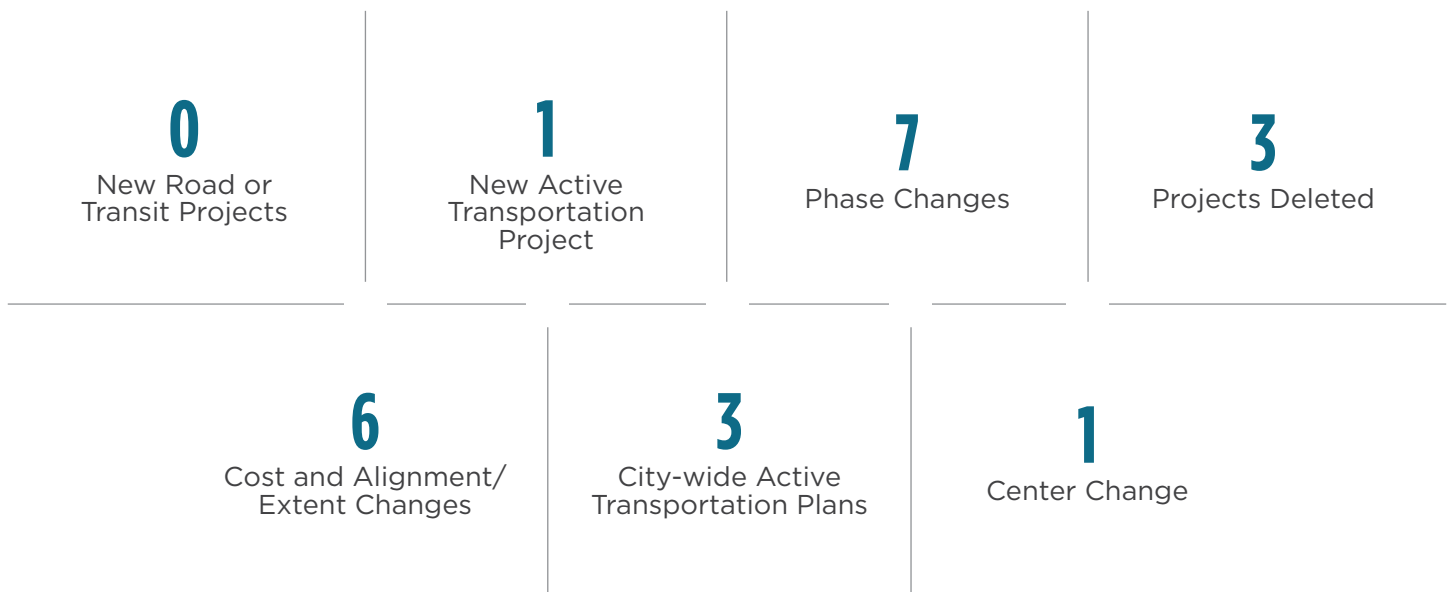 0
New Road or
Transit Projects
1
New Active
Transportation
Project
7
Phase Changes
3
Projects Deleted
6
Cost and Alignment/
Extent Changes
3
City-wide Active
Transportation Plans
1
Center Change